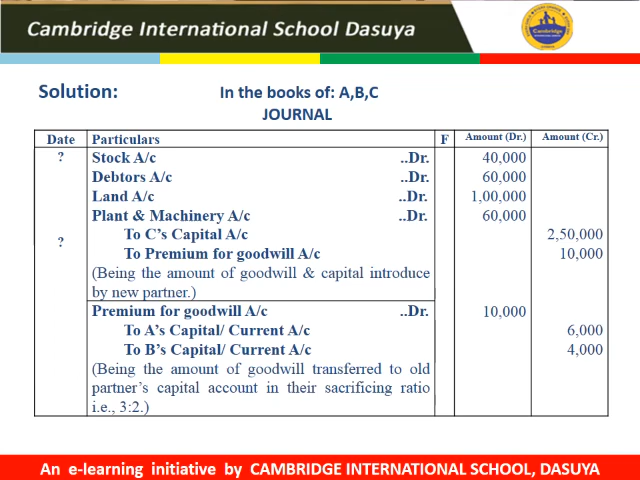 Cambridge International School Dasuya
Cambridge
Solution: In the books of: A,B,C
JOURNAL
Date Particulars F Amount (Dr.) Amount (Cr.)
? Stock A/c ..Dr. 40,000
Debtors A/c ..Dr. 60,000
Land A/c ..Dr. 1,00,000
Plant & Machinery A/c ..Dr. 60,000
To C's Capital A/c 2,50,000
? To Premium for goodwill A/c 10,000
(Being the amount of goodwill & capital introduce
by new partner.)
Premium for goodwill A/c ..Dr. 10,000
To A's Capital/ Current A/c 6,000
To B's Capital/ Current A/c 4,000
(Being the amount of goodwill transferred to old
partner's capital account in their sacrificing ratio
i.e., 3:2.)
An e-learning initiative by CAMBRIDGE INTERNATIONAL SCHOOL, DASUYA